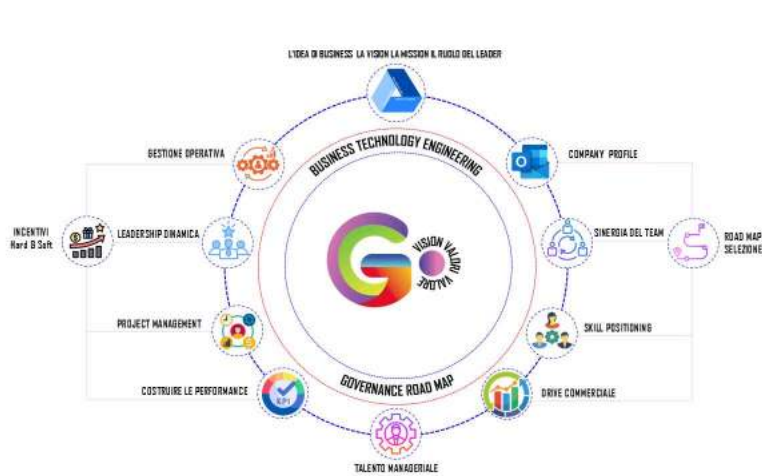 L'IDEA DI BUSINESS LA VISION LA MISSION IL RUOLO DEL LEADER
BUSINESS TECHNOLOGY ENGINEERING
GESTIONE OPERATIVA
COMPANY PROFILE
INCENTIVI
Hard & Soft
LEADERSHIP DINAMICA
VISION VALORI VALORE
SINERGIA DEL TEAM
ROAD MAP
SELEZIONE
PROJECT MANAGEMENT
SKILL POSITIONING
COSTRUIRE LE PERFORMANCE
KPI
GOVERNANCE ROAD MAP
DRIVE COMMERCIALE
TALENTO MANAGERIALE